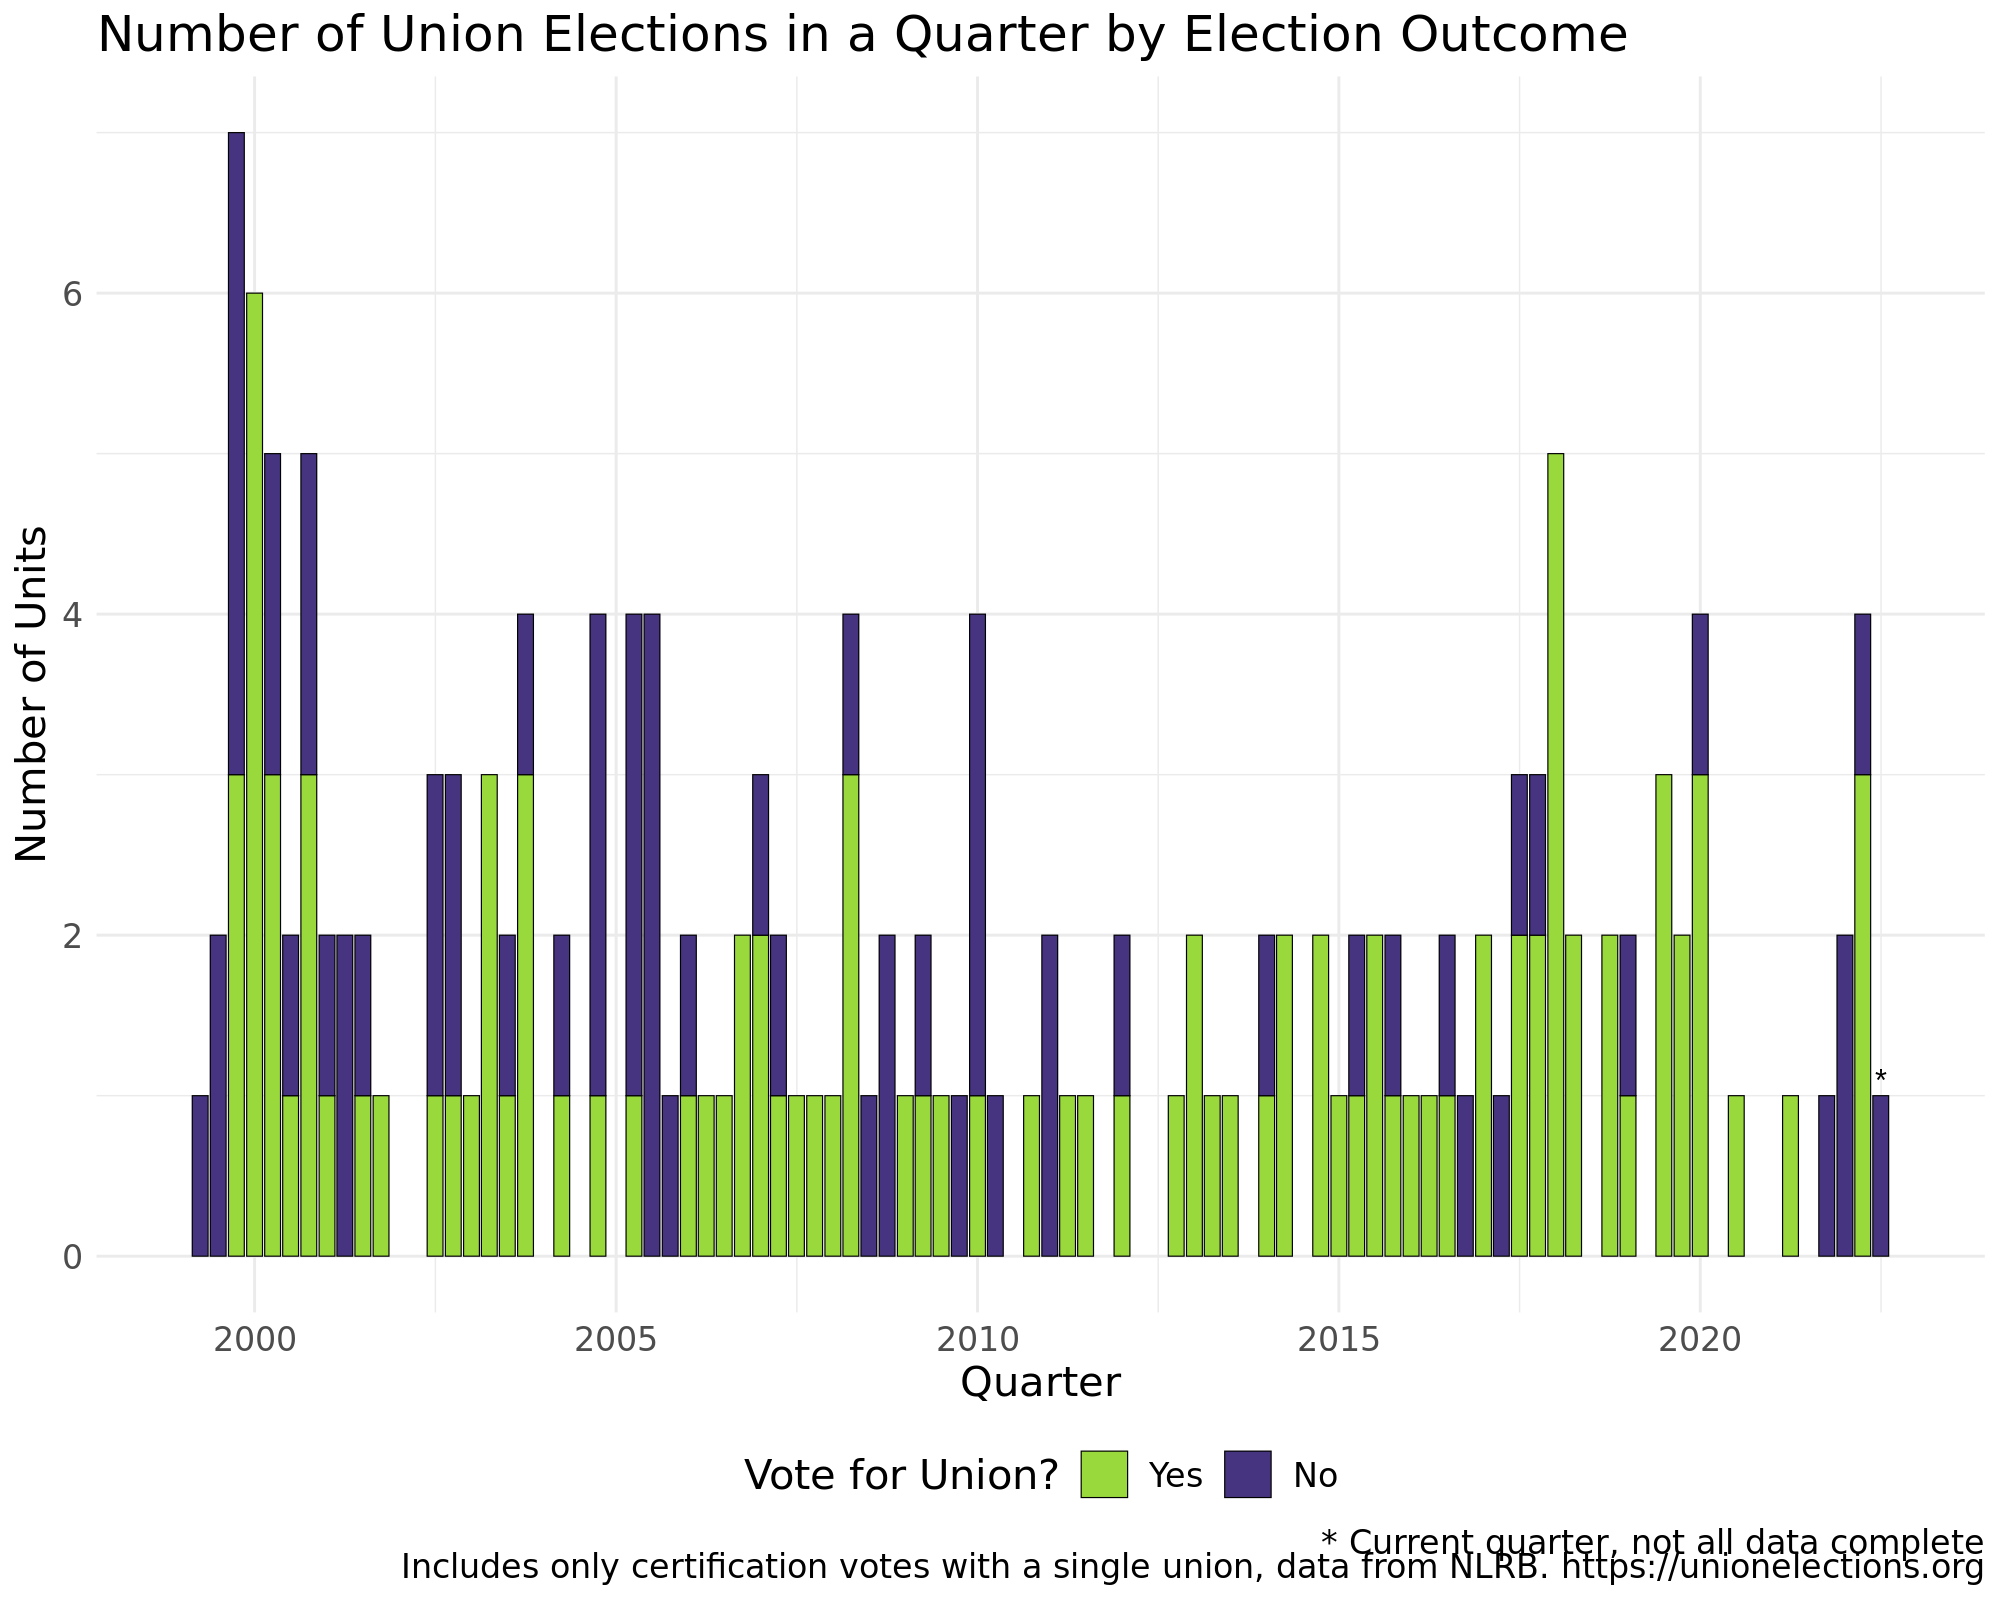 Number of Union Elections in a Quarter by Election Outcome
Number of Units
6
4
2
0
*
2000 2005 2010 2015 2020
Quarter
Vote for Union? Yes No
* Current quarter, not all data complete
Includes only certification votes with a single union, data from NLRB. https://unionelections.org